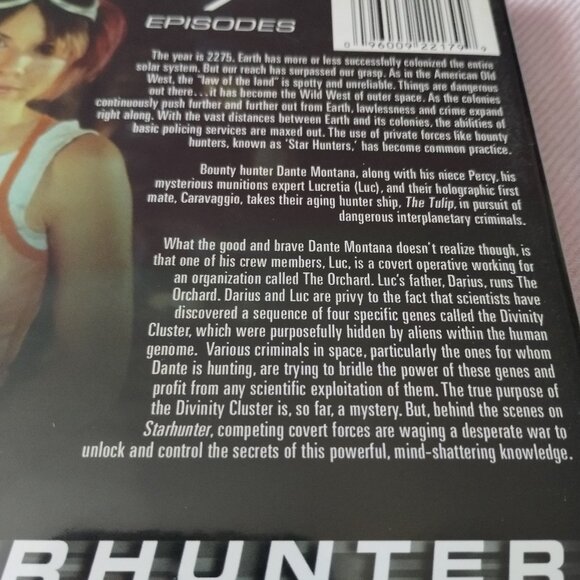 EPISODES
0 96009 22179 9
The year is 2275. Earth has more or less successfully colonized the entire
solar system. But our reach has surpassed our grasp. As in the American Old
West, the "law of the land" is spotty and unreliable. Things are dangerous
out there...it has become the Wild West of outer space. As the colonies
continuously push further and further out from Earth, lawlessness and crime expand
right along. With the vast distances between Earth and its colonies, the abilities of
basic policing services are maxed out. The use of private forces like bounty
hunters, known as 'Star Hunters,' has become common practice.
Bounty hunter Dante Montana, along with his niece Percy, his
mysterious munitions expert Lucretia (Luc), and their holographic first
mate, Caravaggio, takes their aging hunter ship, The Tulip, in pursuit of
dangerous interplanetary criminals.
What the good and brave Dante Montana doesn't realize though, is
that one of his crew members, Luc, is a covert operative working for
an organization called The Orchard. Luc's father, Darius, runs The
Orchard. Darius and Luc are privy to the fact that scientists have
discovered a sequence of four specific genes called the Divinity
Cluster, which were purposefully hidden by aliens within the human
genome. Various criminals in space, particularly the ones for whom
Dante is hunting, are trying to bridle the power of these genes and
profit from any scientific exploitation of them. The true purpose of
the Divinity Cluster is, so far, a mystery. But, behind the scenes on
Starhunter, competing covert forces are waging a desperate war to
unlock and control the secrets of this powerful, mind-shattering knowledge.
RHUNTER